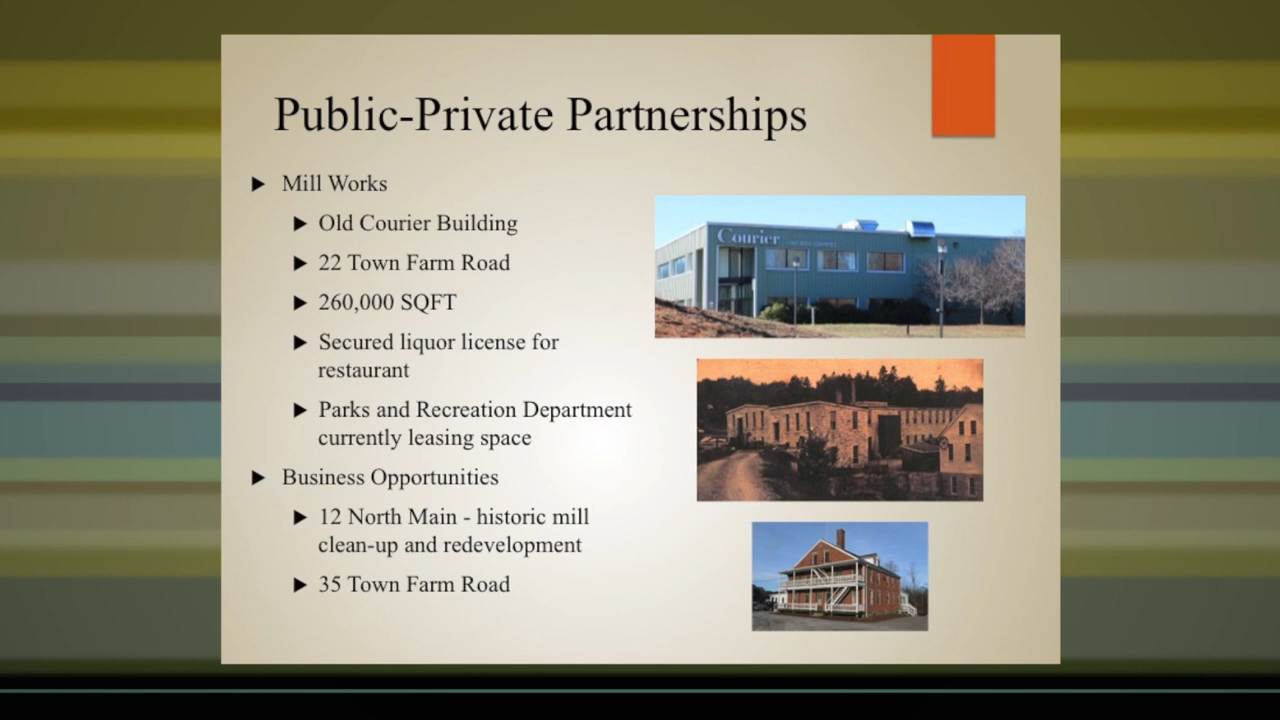 Public-Private Partnerships
Mill Works
Old Courier Building
22 Town Farm Road
260,000 SQFT
Secured liquor license for
restaurant
Parks and Recreation Department
currently leasing space
Business Opportunities
12 North Main - historic mill
clean-up and redevelopment
35 Town Farm Road
Courier